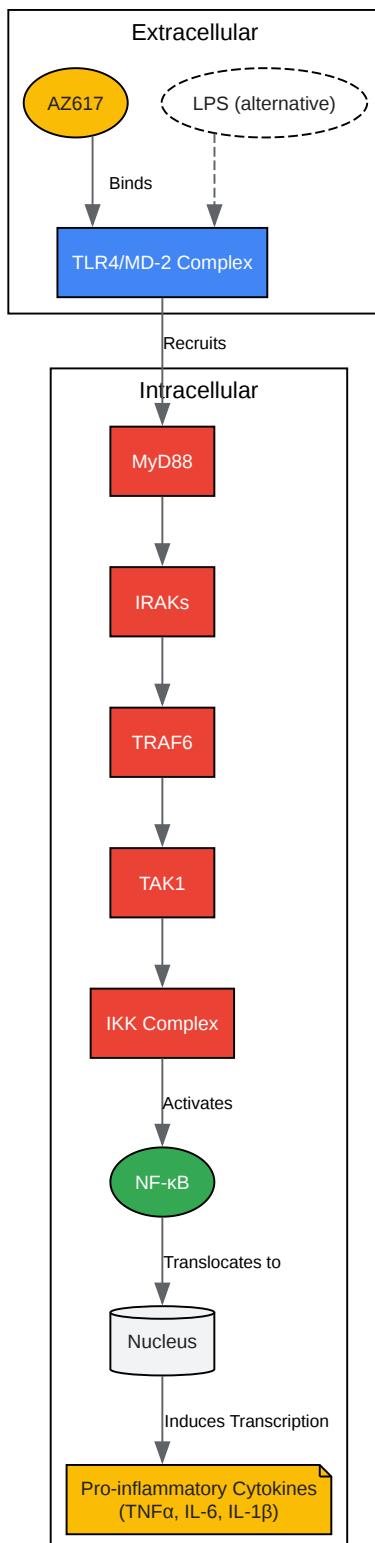 Extracellular
AZ617
LPS (alternative)
Binds
TLR4/MD-2 Complex
Recruits
Intracellular
MyD88
IRAKs
TRAF6
TAK1
IKK Complex
Activates
NF-κB
Translocates to
Nucleus
Induces Transcription
Pro-inflammatory Cytokines
(TNFα, IL-6, IL-1β)